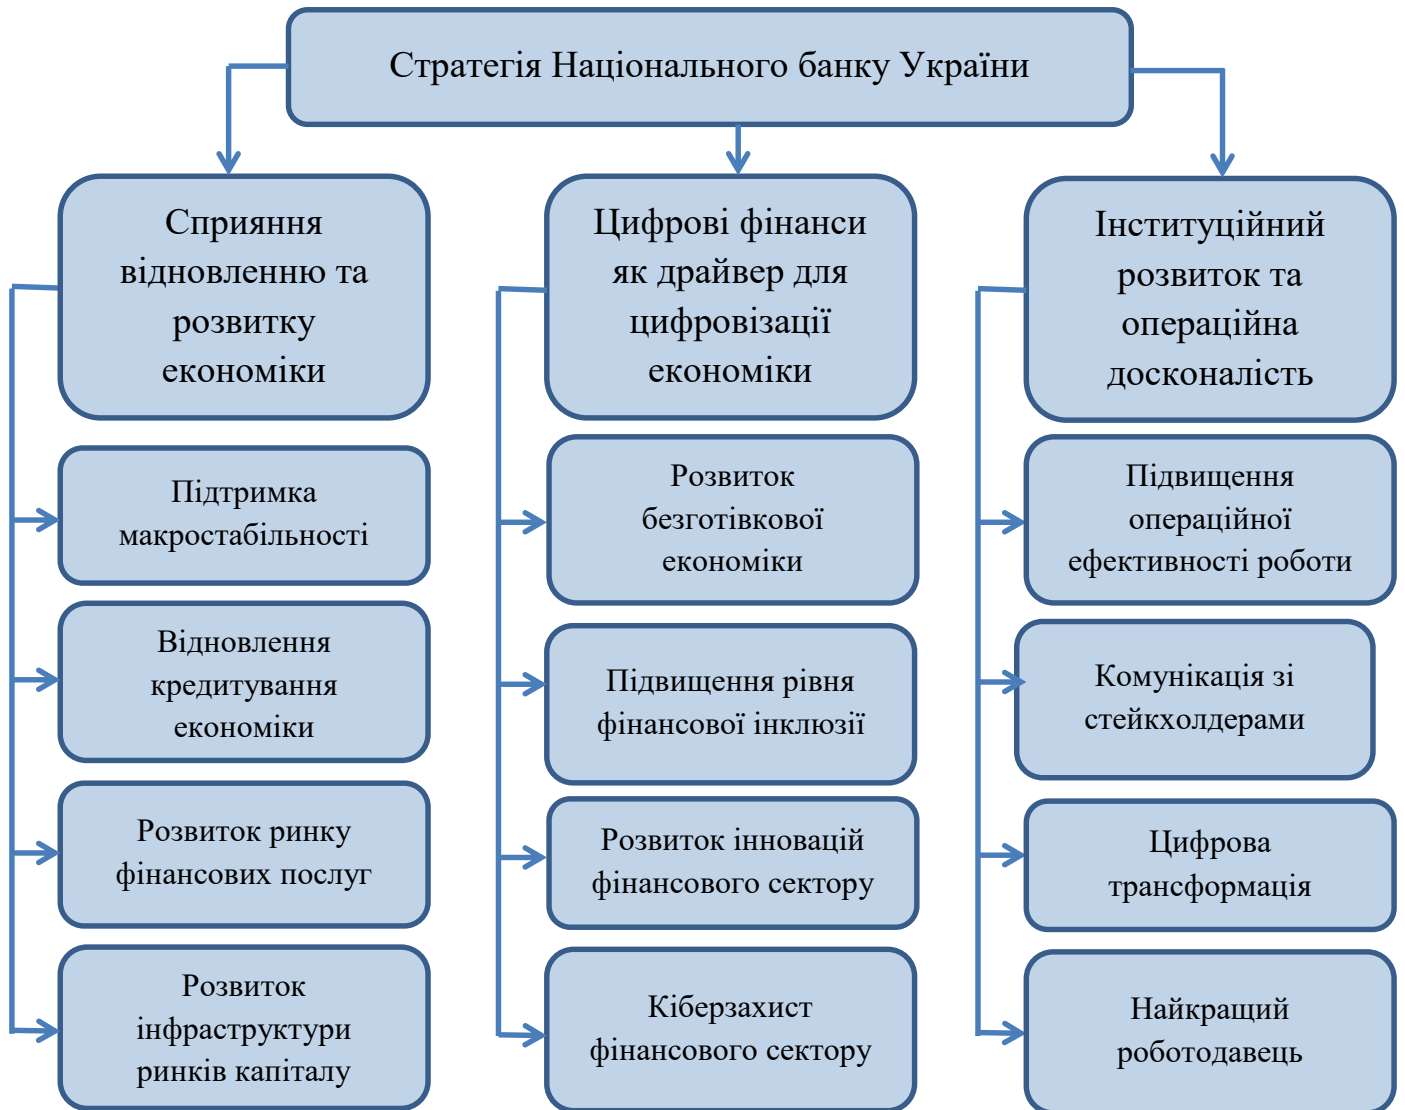 Стратегія Національного банку України
Сприяння
відновленню та
розвитку
економіки
Підтримка
макростабільності
Відновлення
кредитування
економіки
Розвиток ринку
фінансових послуг
Розвиток
інфраструктури
ринків капіталу
Цифрові фінанси
як драйвер для
цифровізації
економіки
Розвиток
безготівкової
економіки
Підвищення рівня
фінансової інклюзії
Розвиток інновацій
фінансового сектору
Кіберзахист
фінансового сектору
Інституційний
розвиток та
операційна
досконалість
Підвищення
операційної
ефективності роботи
Комунікація зі
стейкхолдерами
Цифрова
трансформація
Найкращий
роботодавець